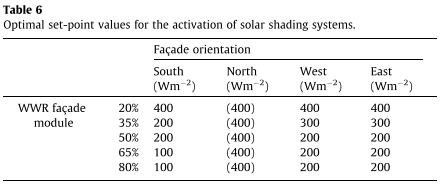 Table 6
Optimal set-point values for the activation of solar shading systems.
Façade orientation
South North West East
(Wm−2) (Wm−2) (Wm−2) (Wm−2)
WWR façade 20% 400 (400) 400 400
module 35% 200 (400) 300 300
50% 200 (400) 200 200
65% 100 (400) 200 200
80% 100 (400) 200 200